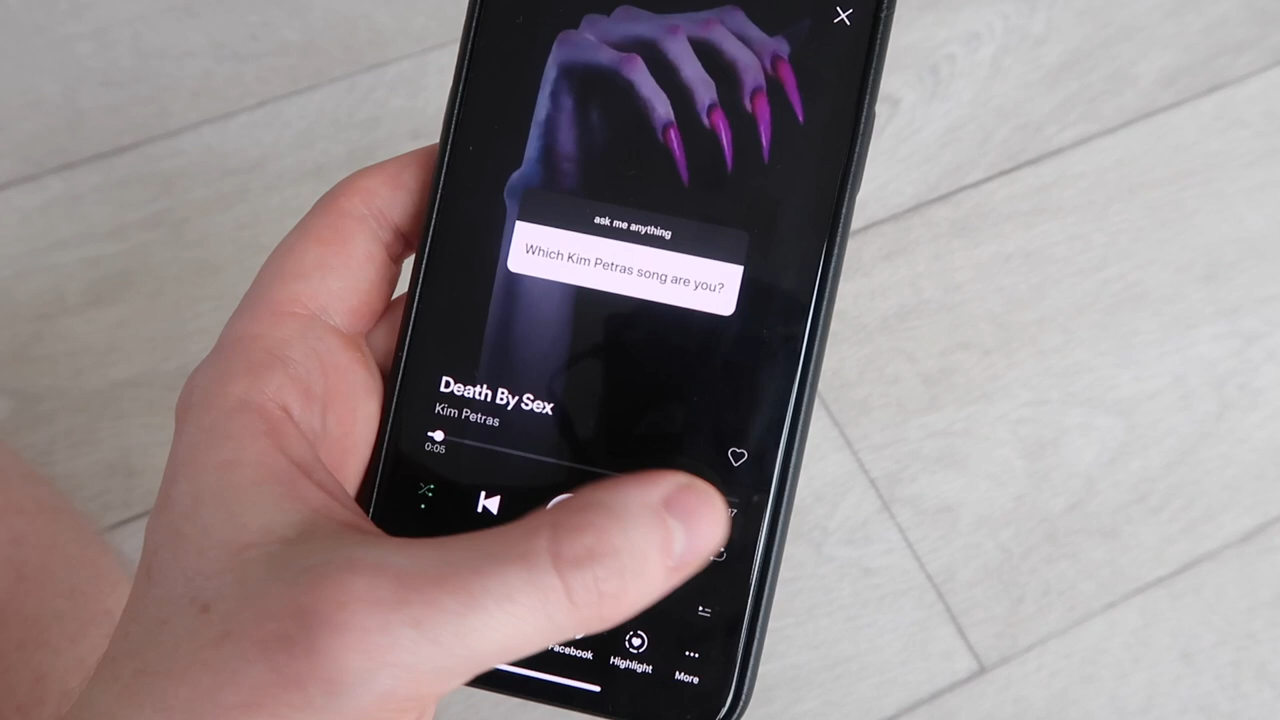 ask me anything
Which Kim Petras song are you?
Death By Sex
Kim Petras
0:05
Facebook
Highlight
More